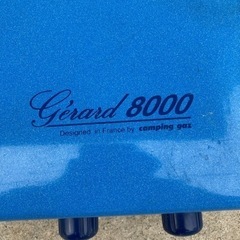 Gérard 8000
Designed in France by camping gaz